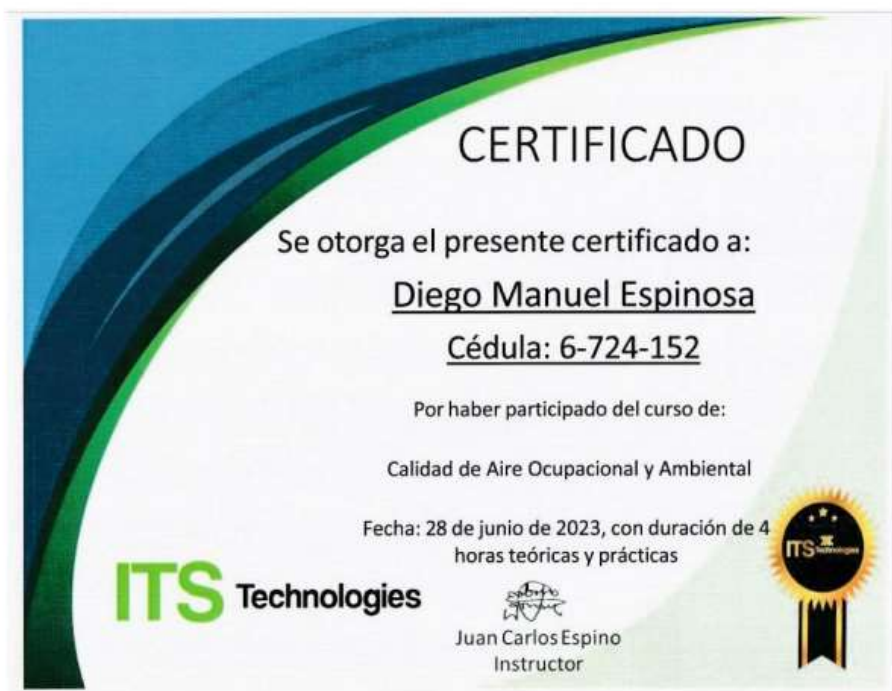 CERTIFICADO
Se otorga el presente certificado a:
Diego Manuel Espinosa
Cédula: 6-724-152
Por haber participado del curso de:
Calidad de Aire Ocupacional y Ambiental
Fecha: 28 de junio de 2023, con duración de 4
horas teóricas y prácticas
ITS Technologies
Juan Carlos Espino
Instructor
ITS Technologies